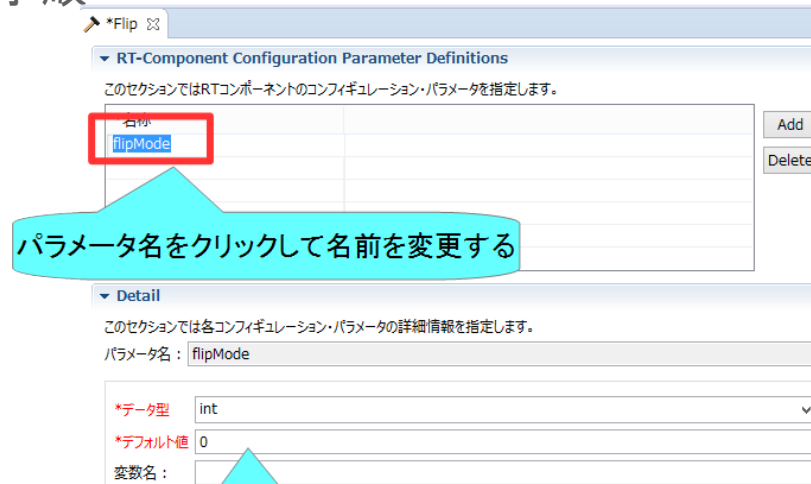 *Flip
RT-Component Configuration Parameter Definitions
このセクションではRTコンポーネントのコンフィギュレーション・パラメータを指定します。
名称
flipMode
Add
Delete
パラメータ名をクリックして名前を変更する
Detail
このセクションでは各コンフィギュレーション・パラメータの詳細情報を指定します。
パラメータ名： flipMode
*データ型 int
*デフォルト値 0
変数名：